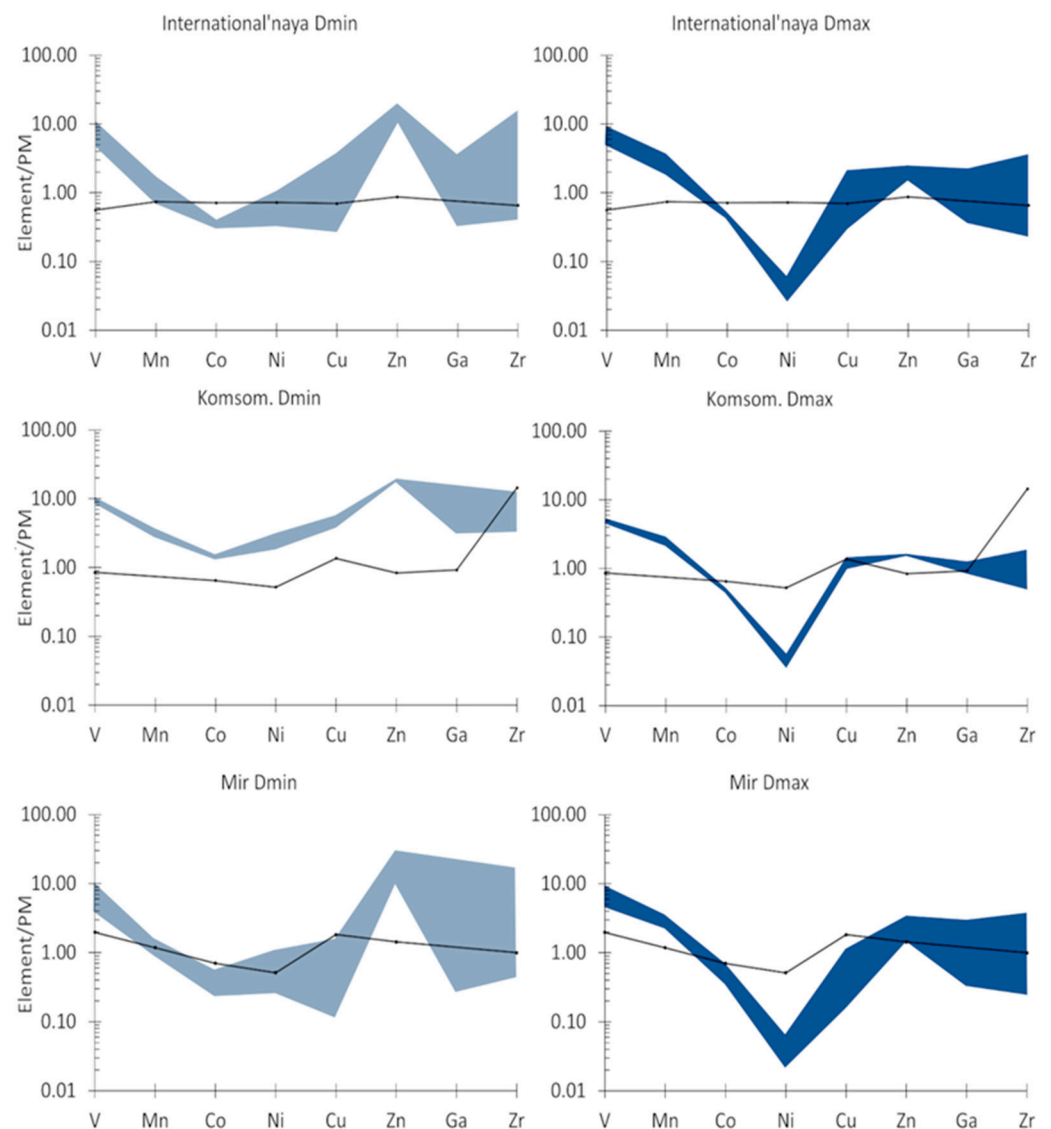 International'naya Dmin
International'naya Dmax
Element/PM
100.00
10.00
1.00
0.10
0.01
V Mn Co Ni Cu Zn Ga Zr
100.00
10.00
1.00
0.10
0.01
V Mn Co Ni Cu Zn Ga Zr
Komsom. Dmin
Komsom. Dmax
Element/PM
100.00
10.00
1.00
0.10
0.01
V Mn Co Ni Cu Zn Ga Zr
100.00
10.00
1.00
0.10
0.01
V Mn Co Ni Cu Zn Ga Zr
Mir Dmin
Mir Dmax
Element/PM
100.00
10.00
1.00
0.10
0.01
V Mn Co Ni Cu Zn Ga Zr
100.00
10.00
1.00
0.10
0.01
V Mn Co Ni Cu Zn Ga Zr